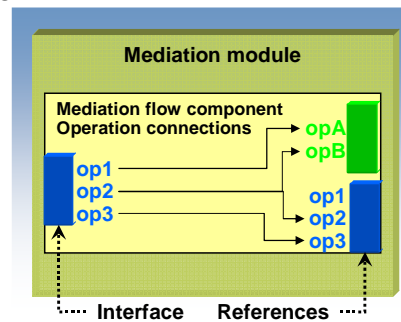 Mediation module
Mediation flow component
Operation connections
opA
opB
op1
op2
op3
op1
op2
op3
Interface
References